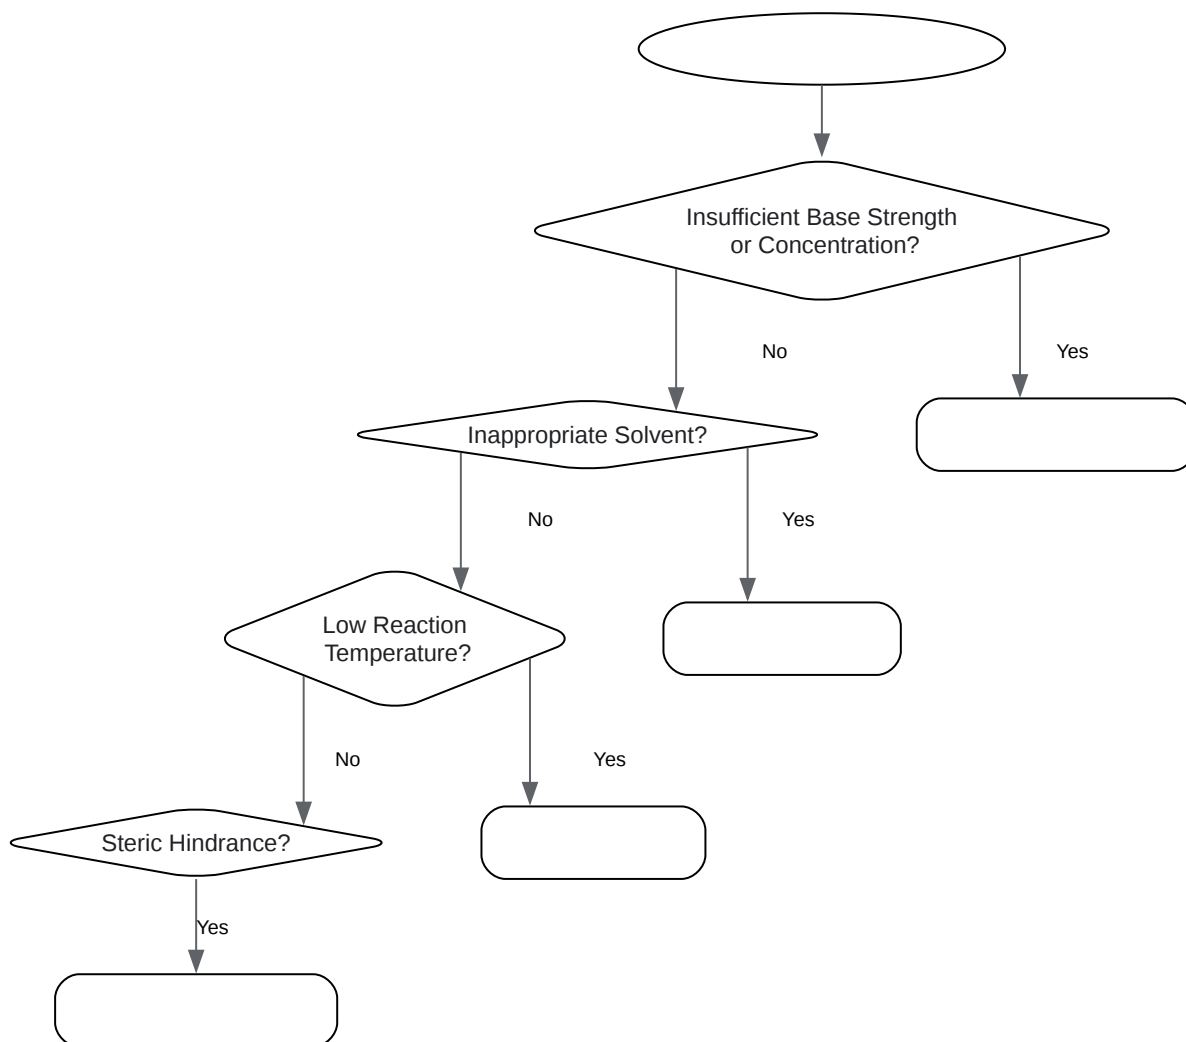 Insufficient Base Strength
or Concentration?
No
Yes
Inappropriate Solvent?
No
Yes
Low Reaction
Temperature?
No
Yes
Steric Hindrance?
Yes